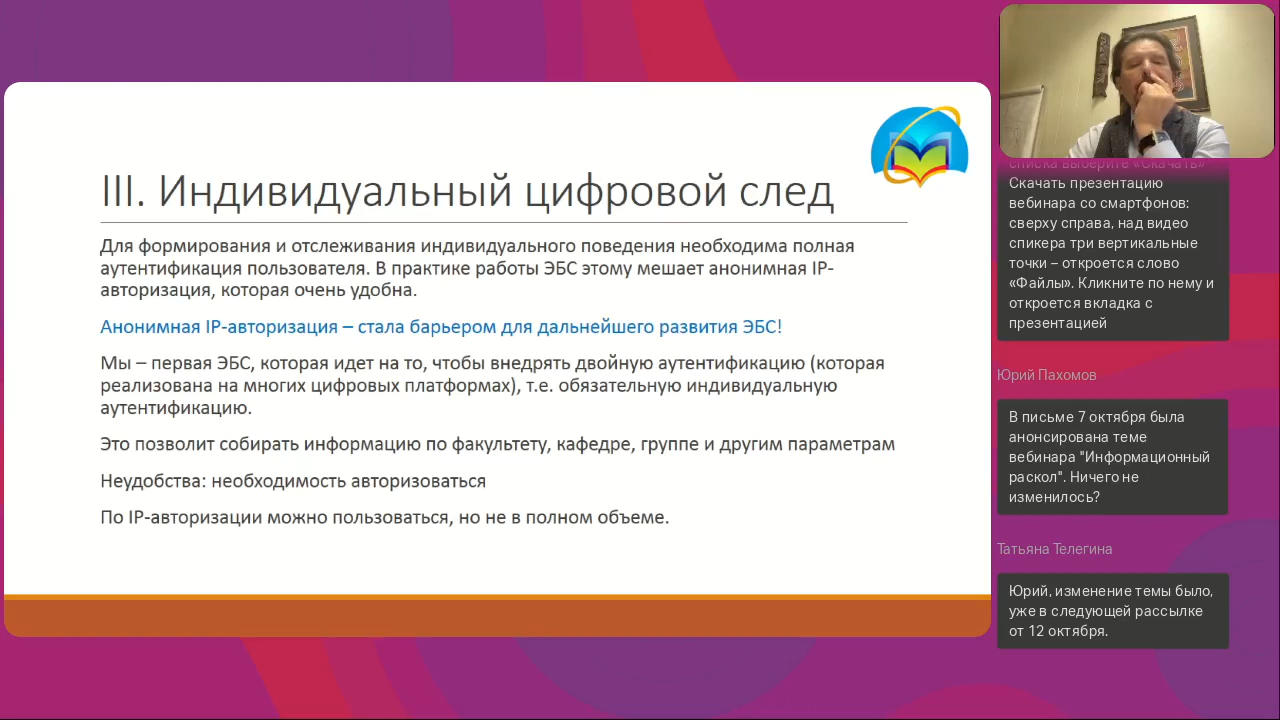 III. Индивидуальный цифровой след
Для формирования и отслеживания индивидуального поведения необходима полная
аутентификация пользователя. В практике работы ЭБС этому мешает анонимная IP-
авторизация, которая очень удобна.
Анонимная IP-авторизация – стала барьером для дальнейшего развития ЭБС!
Мы – первая ЭБС, которая идет на то, чтобы внедрять двойную аутентификацию (которая
реализована на многих цифровых платформах), т.е. обязательную индивидуальную
аутентификацию.
Это позволит собирать информацию по факультету, кафедре, группе и другим параметрам
Неудобства: необходимость авторизоваться
По IP-авторизации можно пользоваться, но не в полном объеме.
списка выберите «Скачать»
Скачать презентацию
вебинара со смартфонов:
сверху справа, над видео
спикера три вертикальные
точки – откроется слово
«Файлы». Кликните по нему и
откроется вкладка с
презентацией
Юрий Пахомов
В письме 7 октября была
анонсирована теме
вебинара "Информационный
раскол". Ничего не
изменилось?
Татьяна Телегина
Юрий, изменение темы было,
уже в следующей рассылке
от 12 октября.